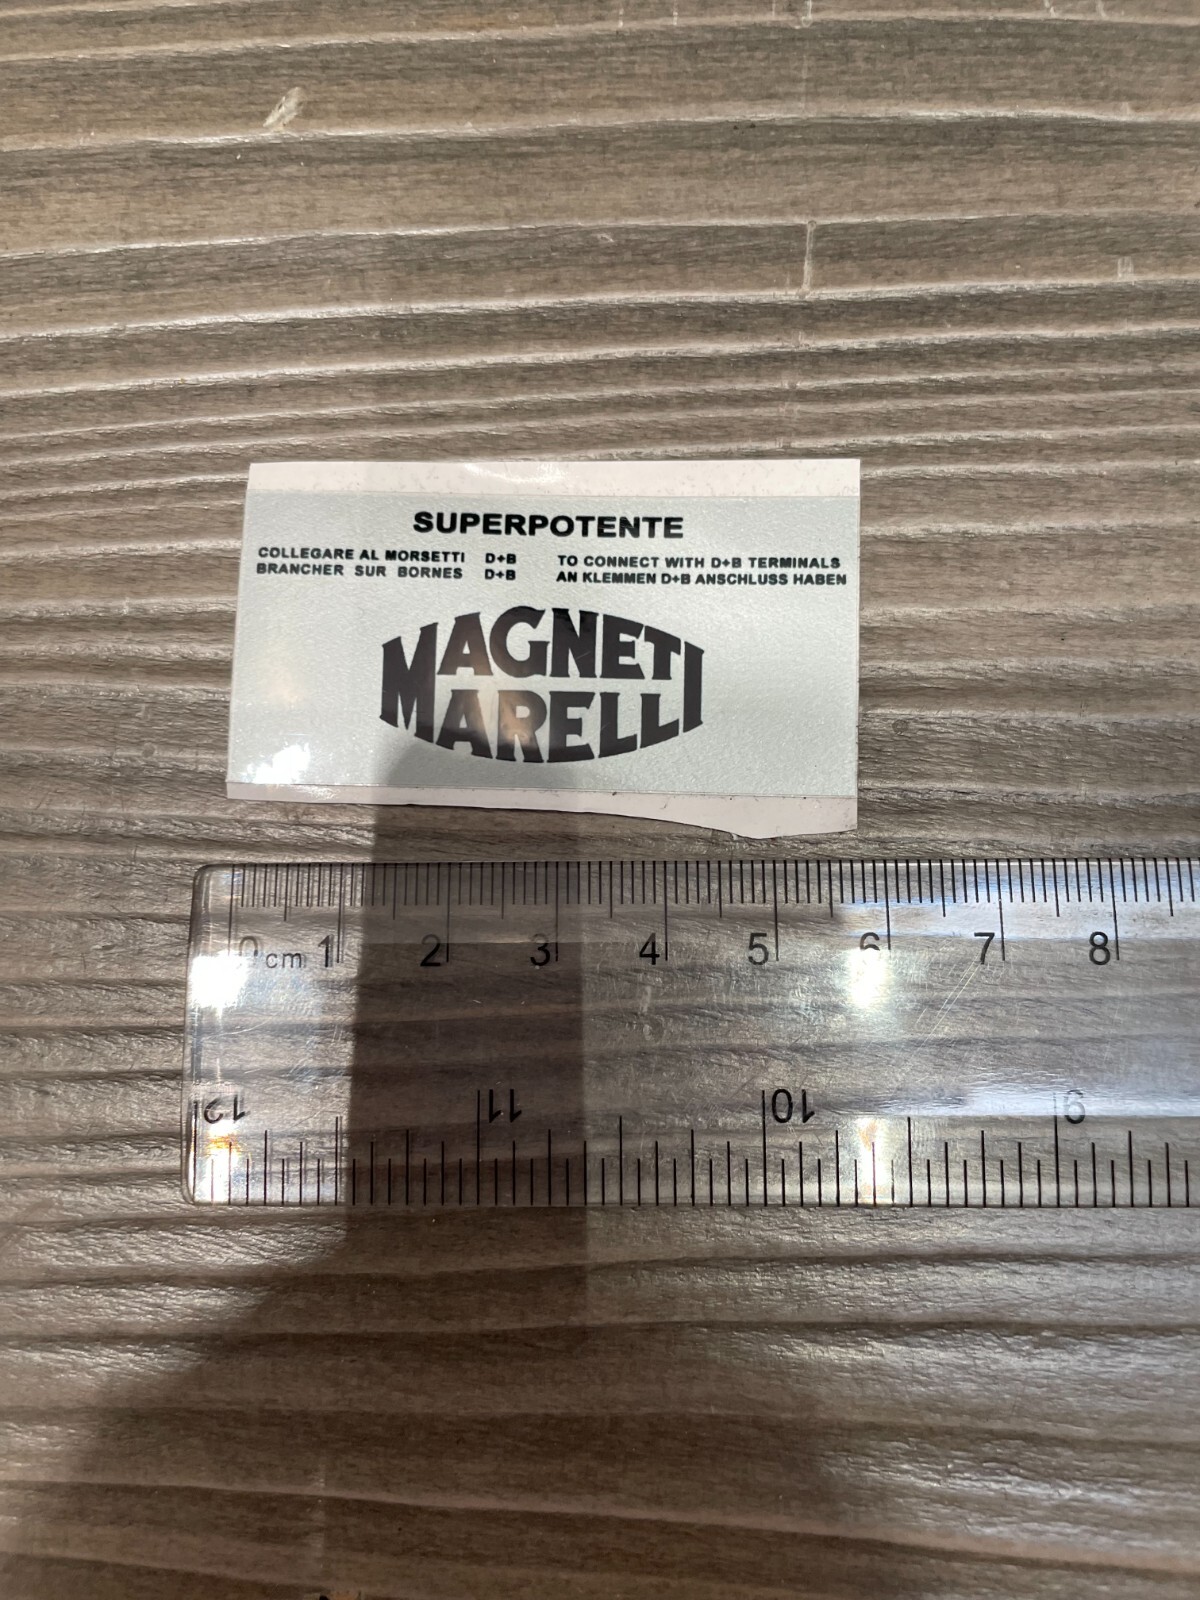 SUPERPOTENTE
COLLEGARE AL MORSETTI D+B TO CONNECT WITH D+B TERMINALS
BRANCHER SUR BORNES D+B AN KLEMMEN D+B ANSCHLUSS HABEN
MAGNETI
MARELLI
0 cm 1 2 3 4 5 6 7 8
12 11 10 9